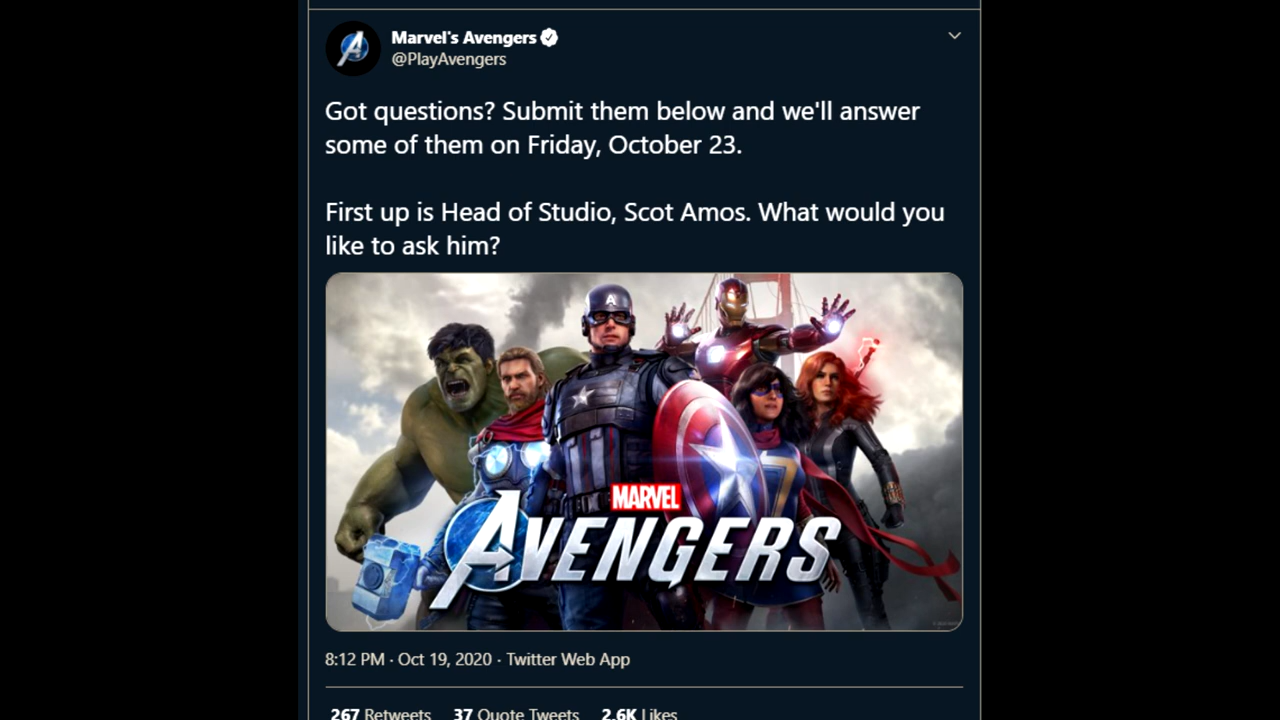 Marvel's Avengers
@PlayAvengers
Got questions? Submit them below and we'll answer
some of them on Friday, October 23.
First up is Head of Studio, Scot Amos. What would you
like to ask him?
A
MARVEL
AVENGERS
8:12 PM · Oct 19, 2020 · Twitter Web App
267 Retweets 37 Quote Tweets 2.6K Likes